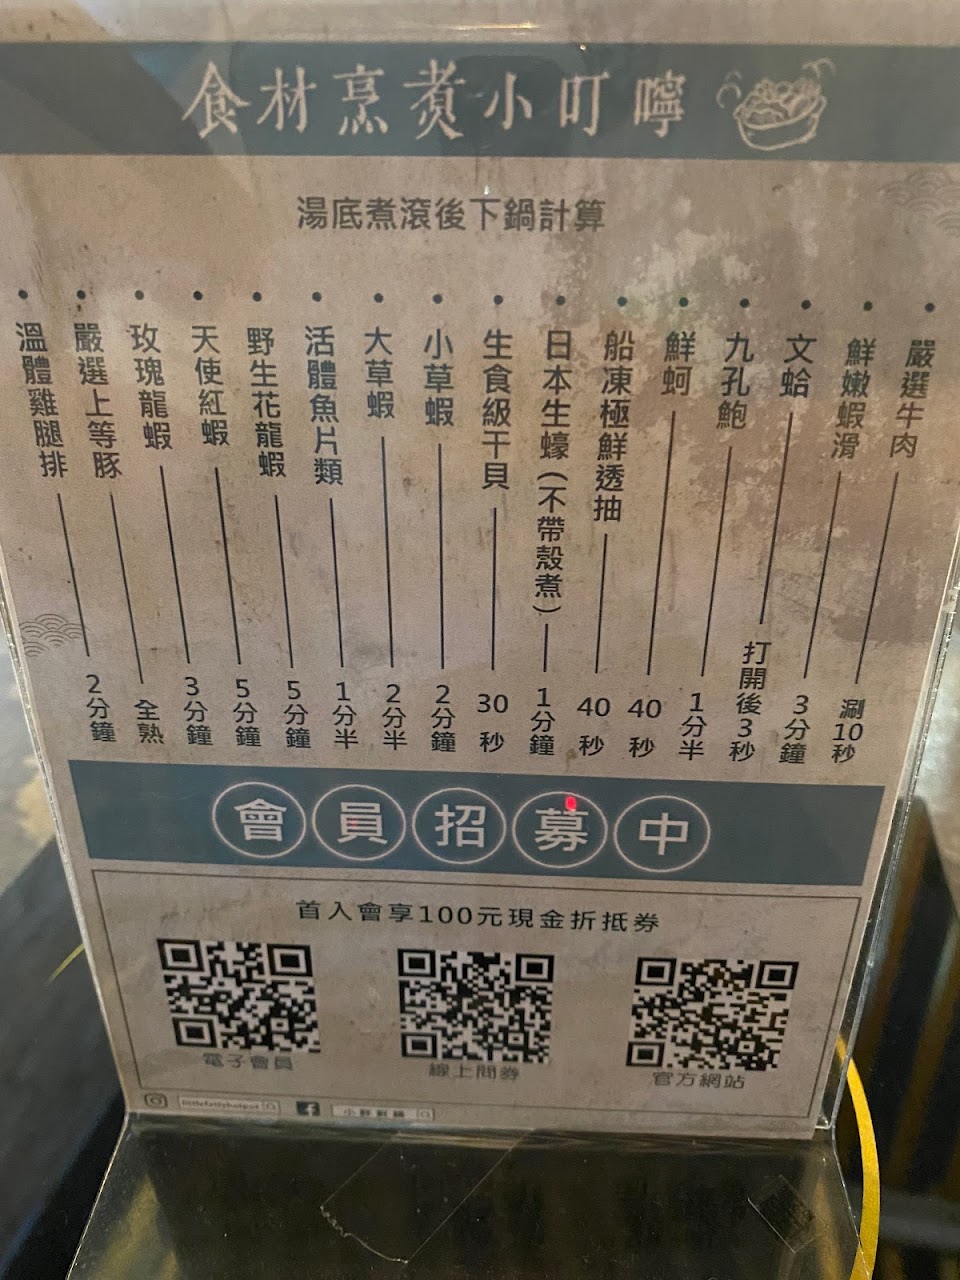 食材烹煮小叮嚀
湯底煮滾後下鍋計算
• 嚴選牛肉 涮10秒
• 鮮嫩蝦滑 3分鐘
• 文蛤 打開後3秒
• 九孔鮑 1分半
• 鮮蚵 40秒
• 船凍極鮮透抽 40秒
• 日本生蠔(不帶殼煮) 1分鐘
• 生食級干貝 30秒
• 小草蝦 2分鐘
• 大草蝦 2分半
• 活體魚片類 1分半
• 野生花龍蝦 5分鐘
• 天使紅蝦 5分鐘
• 玫瑰龍蝦 3分鐘
• 嚴選上等豚 全熟
• 溫體雞腿排 2分鐘
會員招募中
首入會享100元現金折抵券
電子會員
線上問券
官方網站